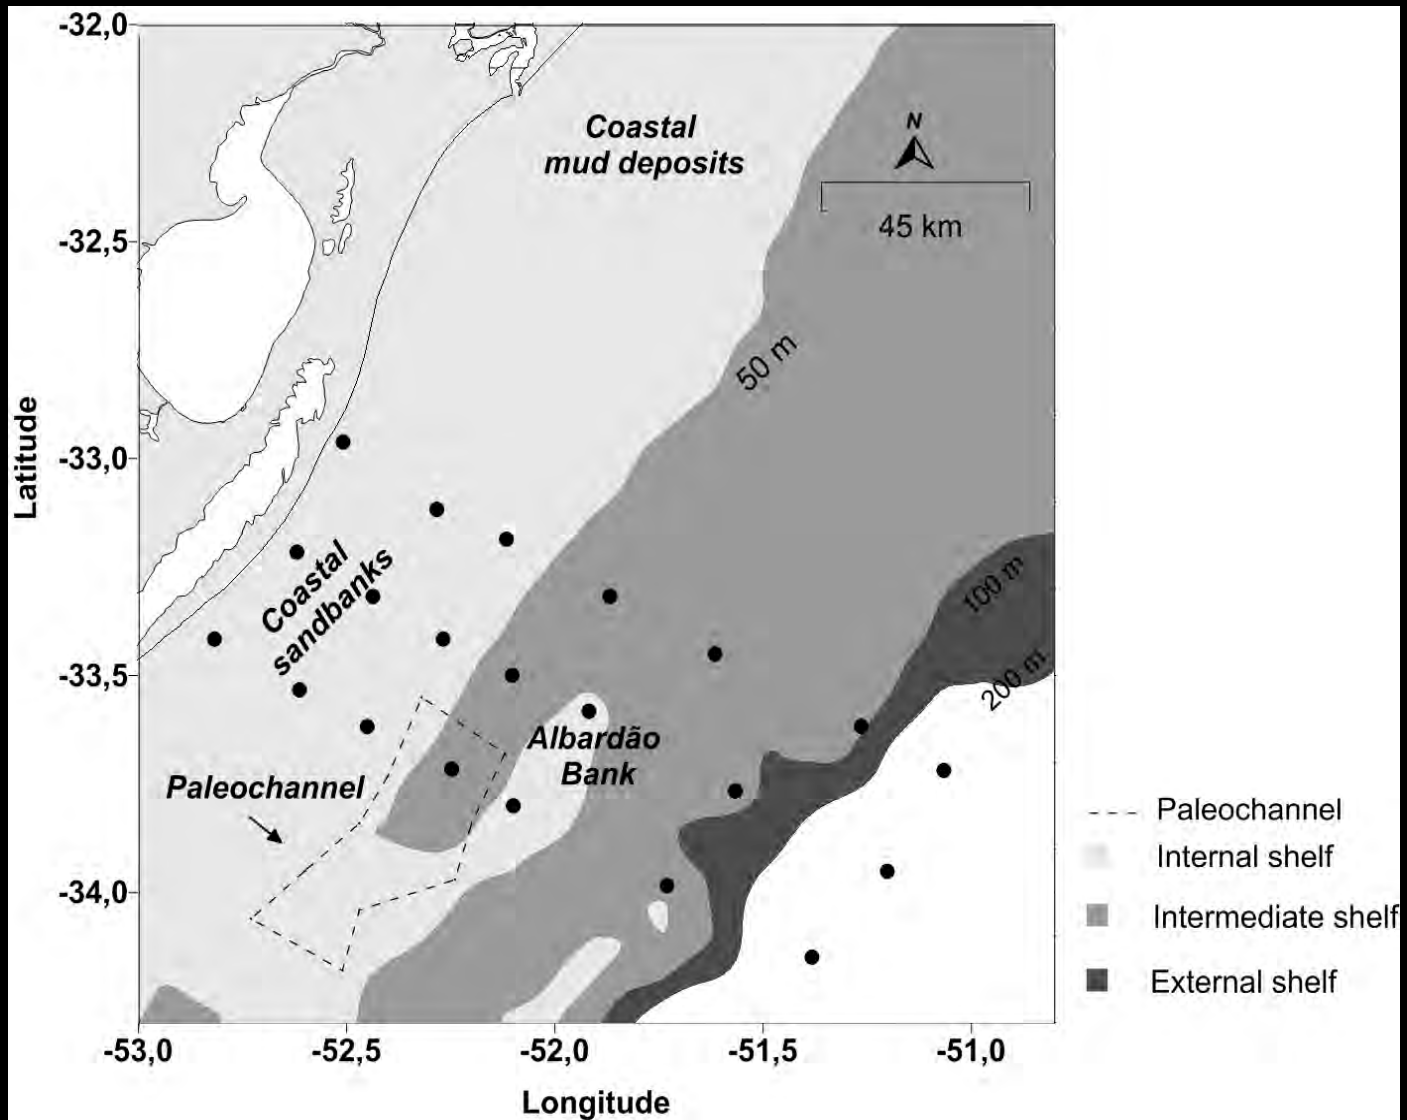 -32,0
-32,5
-33,0
-33,5
-34,0
Latitude
Coastal
mud deposits
N
45 km
50 m
100 m
200 m
Coastal
sandbanks
Albardão
Bank
Paleochannel
-53,0
-52,5
-52,0
-51,5
-51,0
Longitude
Paleochannel
Internal shelf
Intermediate shelf
External shelf